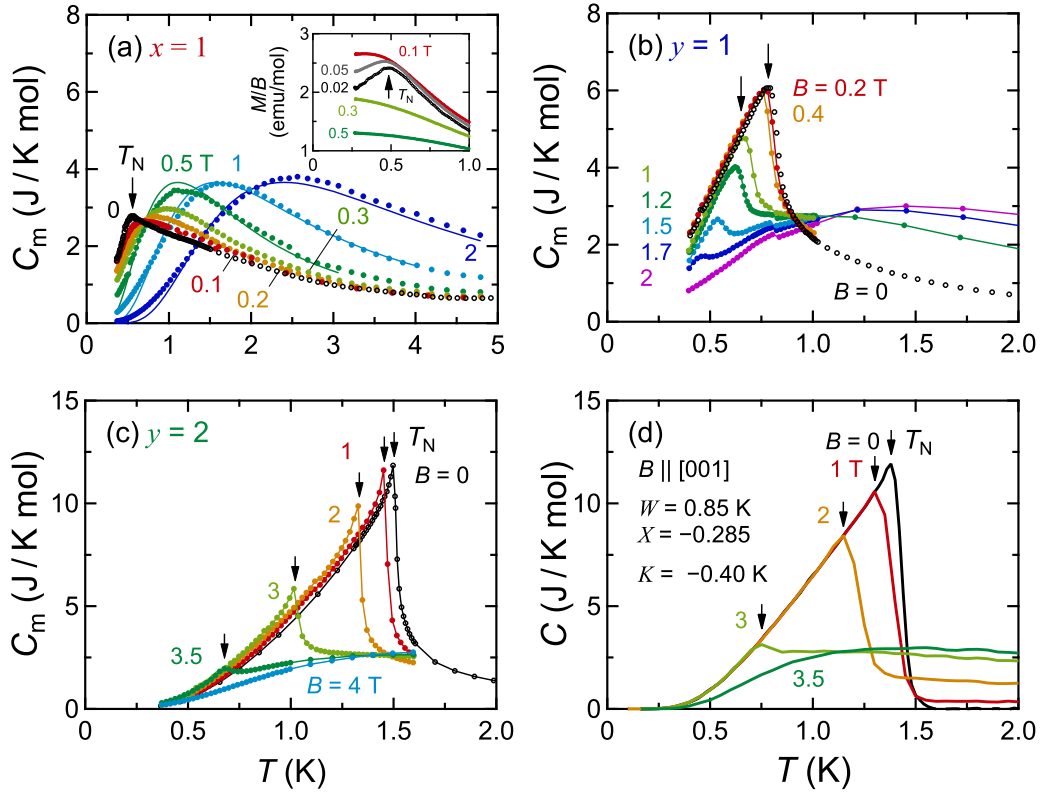 (a) x = 1
8
6
4
2
0
C_m (J / K mol)
0
1
2
3
4
5
T_N
0
0.5 T
1
0.3
2
0.1
0.2
3
2
1
M/B
(emu/mol)
0.1 T
0.05
0.02
T_N
0.3
0.5
0
0.5
1.0
(b) y = 1
8
6
4
2
0
C_m (J / K mol)
B = 0.2 T
0.4
1
1.2
1.5
1.7
2
B = 0
0.5
1.0
1.5
2.0
(c) y = 2
15
10
5
0
C_m (J / K mol)
T_N
1
B = 0
2
3
3.5
B = 4 T
0
0.5
1.0
1.5
2.0
T (K)
(d)
15
10
5
0
C (J / K mol)
B = 0
T_N
B || [001]
1 T
W = 0.85 K
X = −0.285
2
K = −0.40 K
3
3.5
0
0.5
1.0
1.5
2.0
T (K)